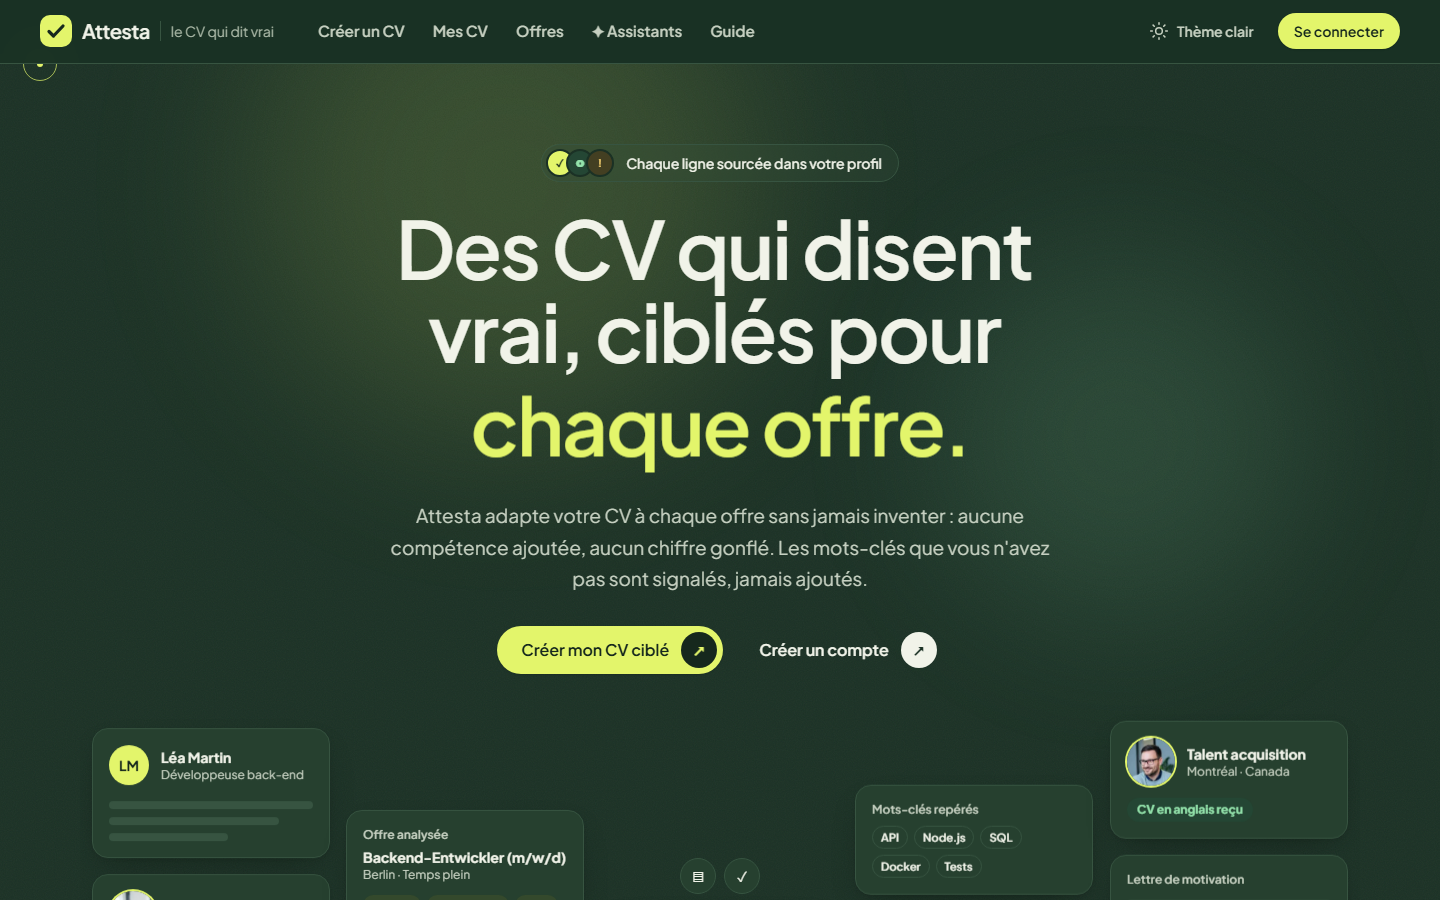 Attesta
le CV qui dit vrai
Créer un CV
Mes CV
Offres
✦ Assistants
Guide
Thème clair
Se connecter
✓
!
Chaque ligne sourcée dans votre profil
Des CV qui disent
vrai, ciblés pour
chaque offre.
Attesta adapte votre CV à chaque offre sans jamais inventer : aucune
compétence ajoutée, aucun chiffre gonflé. Les mots-clés que vous n'avez
pas sont signalés, jamais ajoutés.
Créer mon CV ciblé ↗
Créer un compte ↗
LM
Léa Martin
Développeuse back-end
Offre analysée
Backend-Entwickler (m/w/d)
Berlin · Temps plein
Mots-clés repérés
API
Node.js
SQL
Docker
Tests
Talent acquisition
Montréal · Canada
CV en anglais reçu
Lettre de motivation